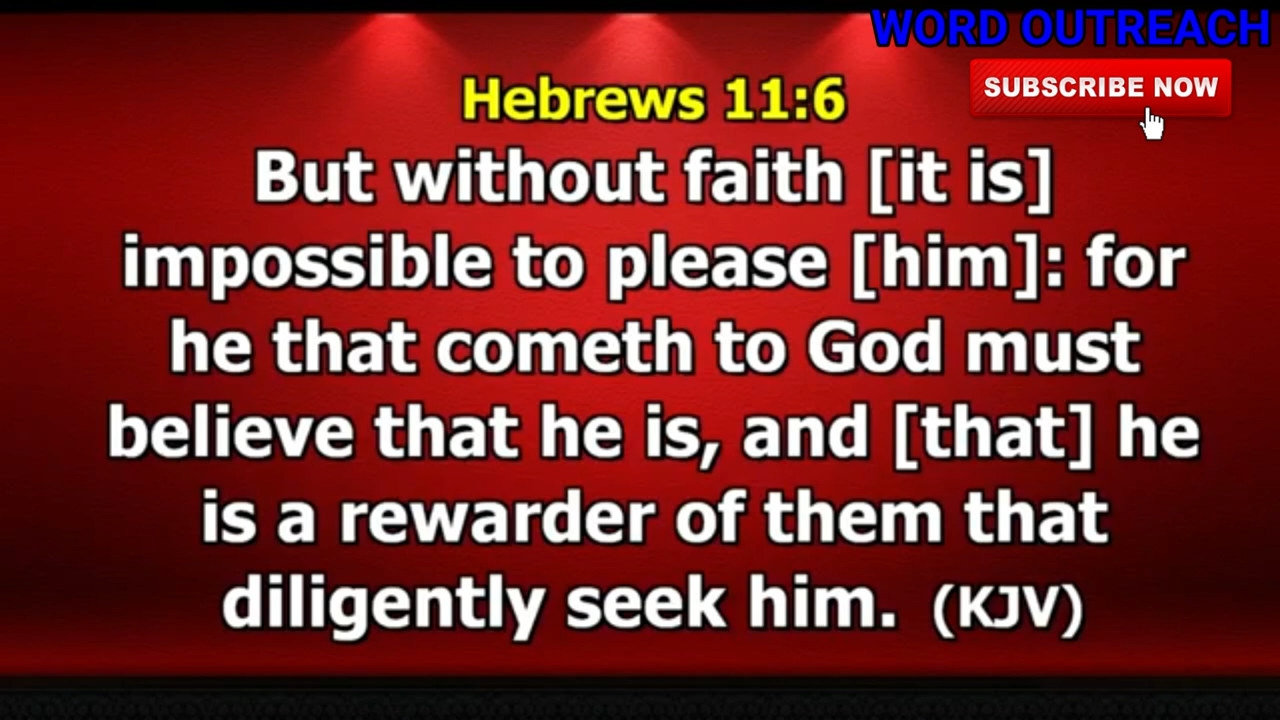 WORD OUTREACH
SUBSCRIBE NOW
Hebrews 11:6
But without faith [it is]
impossible to please [him]: for
he that cometh to God must
believe that he is, and [that] he
is a rewarder of them that
diligently seek him. (KJV)